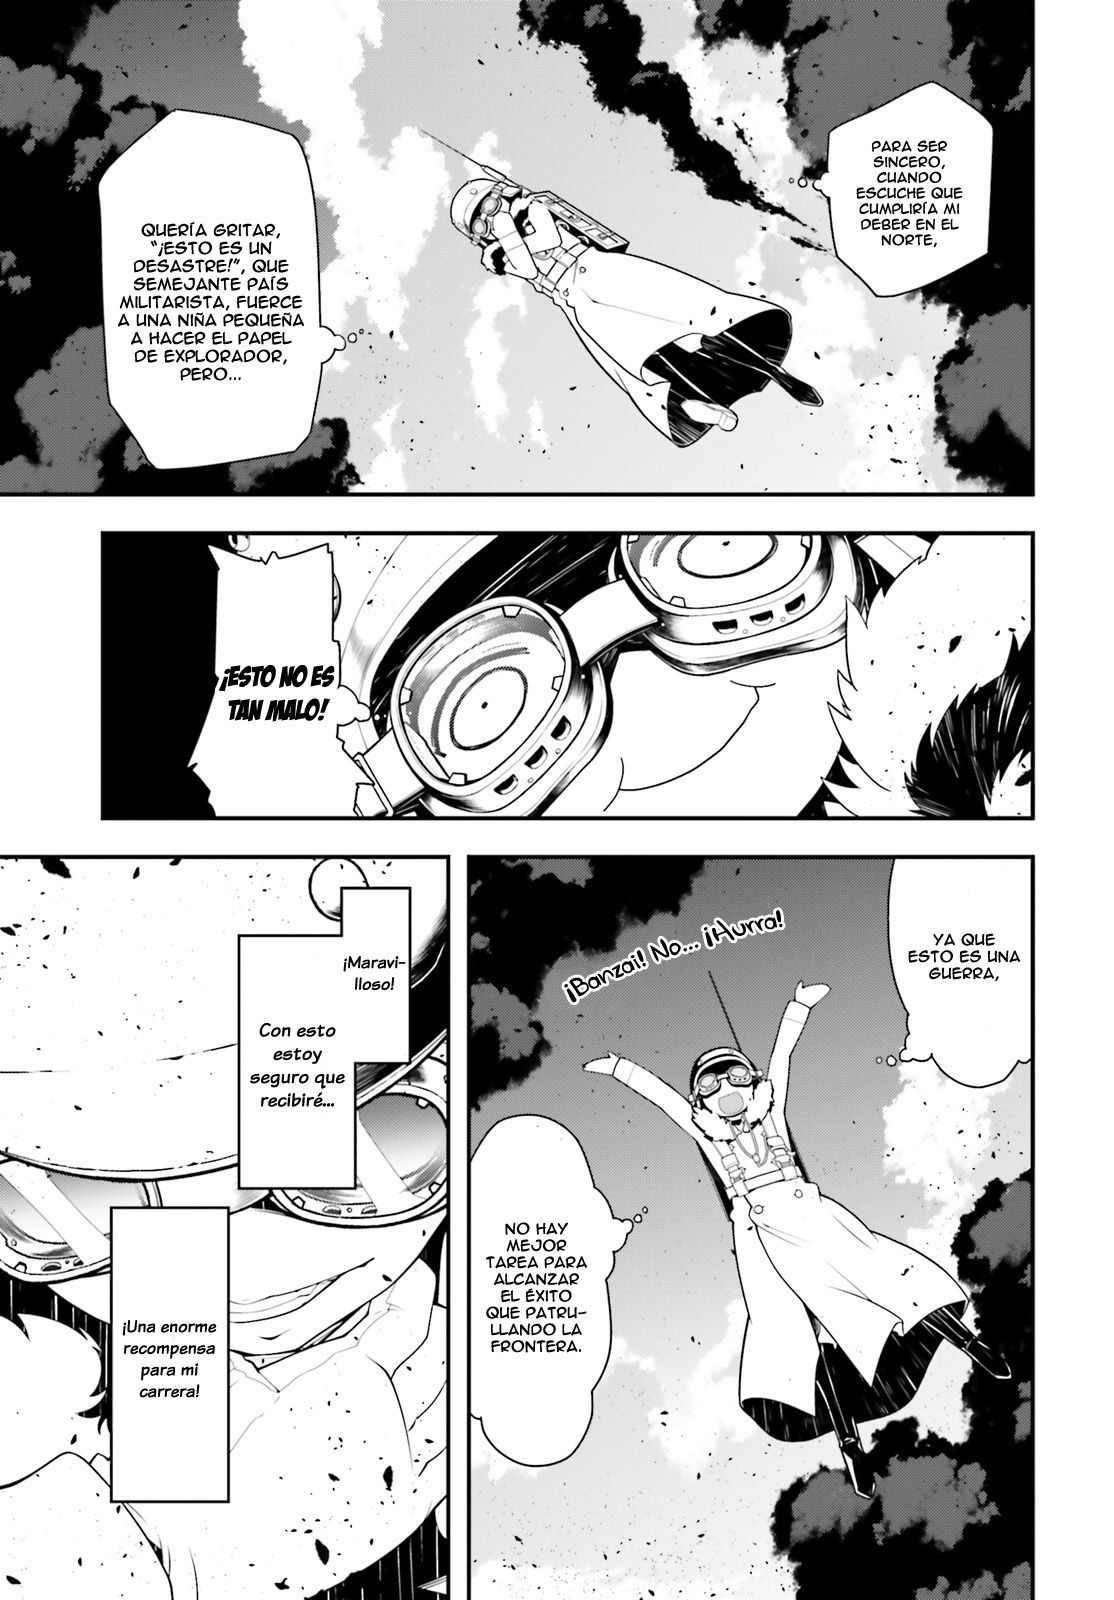 PARA SER
SINCERO,
CUANDO
ESCUCHE QUE
CUMPLIRÍA MI
DEBER EN EL
NORTE,
QUERÍA GRITAR,
"¡ESTO ES UN
DESASTRE!", QUE
SEMEJANTE PAÍS
MILITARISTA, FUERCE
A UNA NIÑA PEQUEÑA
A HACER EL PAPEL
DE EXPLORADOR,
PERO...
¡ESTO NO ES
TAN MALO!
YA QUE
ESTO ES UNA
GUERRA,
¡Banzai! No... ¡Hurra!
NO HAY
MEJOR
TAREA PARA
ALCANZAR
EL ÉXITO
QUE PATRU-
LLANDO LA
FRONTERA.
¡Maravi-
lloso!
Con esto
estoy
seguro que
recibiré...
¡Una enorme
recompensa
para mi
carrera!